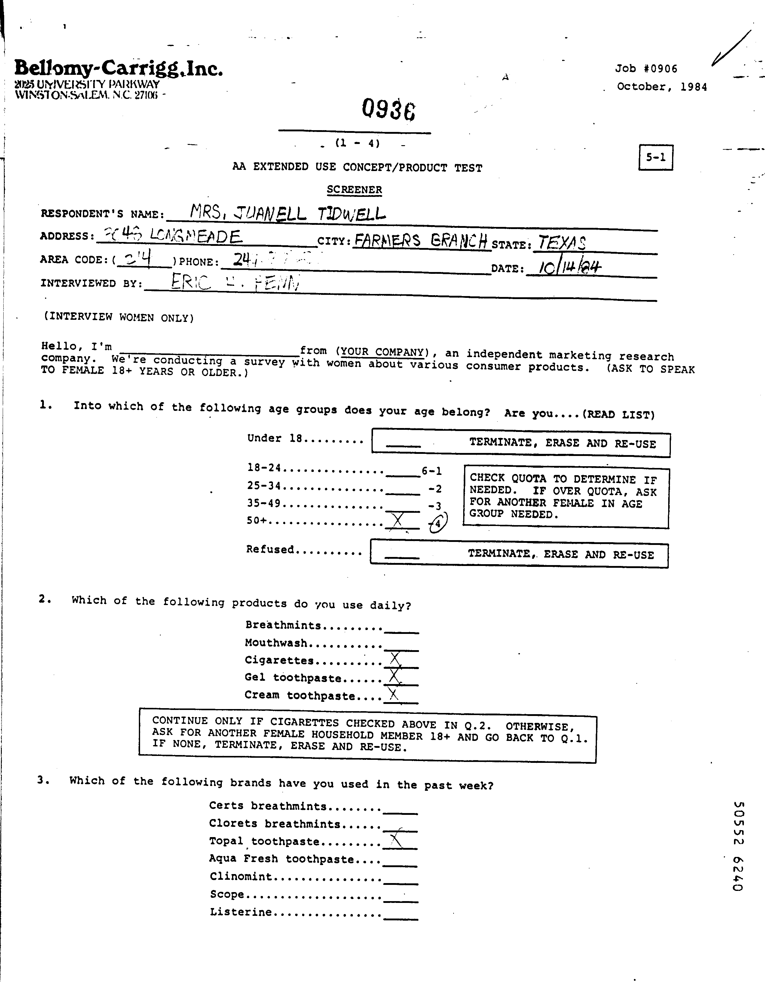 Bellomy-Carrigg, Inc.
2025 UNIVERSITY PARKWAY
WINSTON-SALEM, N.C. 27106
Job #0906
October, 1984
0936
(1 - 4)
5-1
AA EXTENDED USE CONCEPT/PRODUCT TEST
SCREENER
RESPONDENT'S NAME: MRS, JUANELL TIDWELL
ADDRESS: LONGMEADE CITY: FARMERS BRANCH STATE: TEXAS
AREA CODE: ( ) PHONE: DATE: 10/14/84
INTERVIEWED BY: ERIC
(INTERVIEW WOMEN ONLY)
Hello, I'm ____ from (YOUR COMPANY), an independent marketing research
company. We're conducting a survey with women about various consumer products. (ASK TO SPEAK
TO FEMALE 18+ YEARS OR OLDER.)
1. Into which of the following age groups does your age belong? Are you....(READ LIST)
Under 18......... ____ TERMINATE, ERASE AND RE-USE
18-24............... ____ 6-1
25-34............... ____ -2
35-49............... ____ -3
50+................. X -4
CHECK QUOTA TO DETERMINE IF
NEEDED. IF OVER QUOTA, ASK
FOR ANOTHER FEMALE IN AGE
GROUP NEEDED.
Refused.......... ____ TERMINATE, ERASE AND RE-USE
2. Which of the following products do you use daily?
Breathmints......... ____
Mouthwash........... ____
Cigarettes.......... X
Gel toothpaste...... X
Cream toothpaste.... X
CONTINUE ONLY IF CIGARETTES CHECKED ABOVE IN Q.2. OTHERWISE,
ASK FOR ANOTHER FEMALE HOUSEHOLD MEMBER 18+ AND GO BACK TO Q.1.
IF NONE, TERMINATE, ERASE AND RE-USE.
3. Which of the following brands have you used in the past week?
Certs breathmints........ ____
Clorets breathmints...... ____
Topal toothpaste......... X
Aqua Fresh toothpaste.... ____
Clinomint................ ____
Scope.................... ____
Listerine................ ____
50552 6240